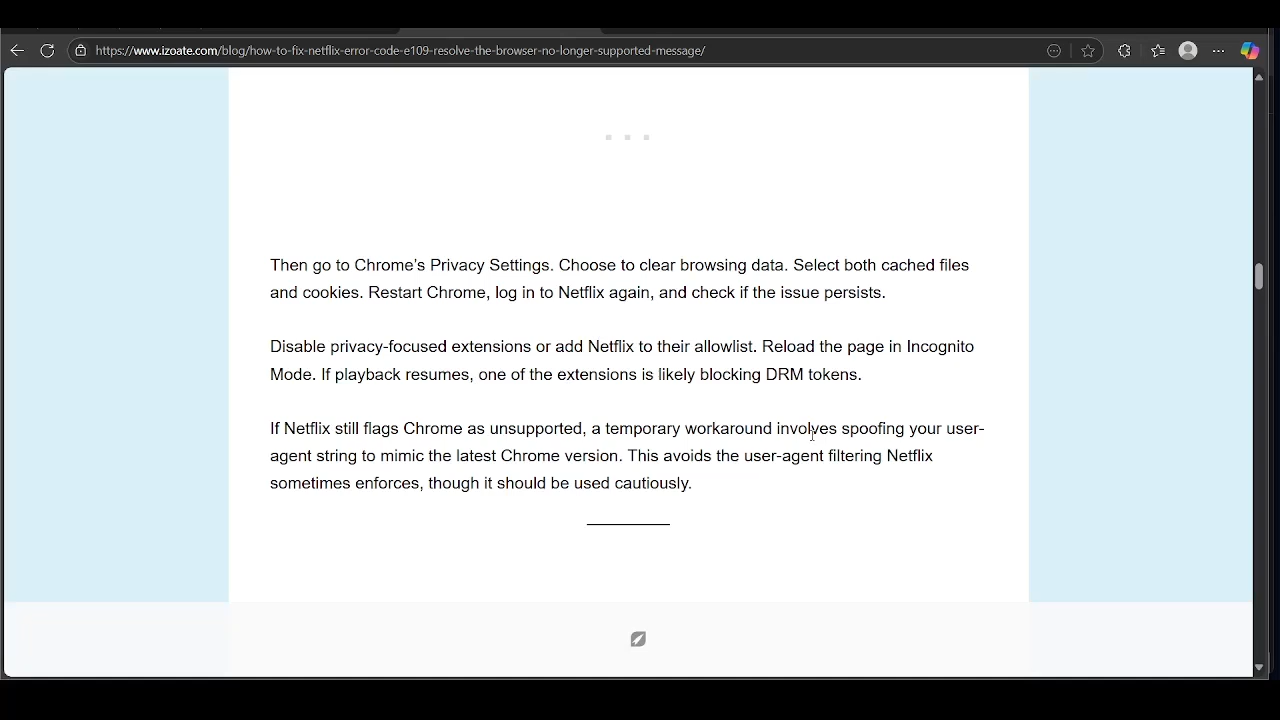 https://www.izoate.com/blog/how-to-fix-netflix-error-code-e109-resolve-the-browser-no-longer-supported-message/
Then go to Chrome’s Privacy Settings. Choose to clear browsing data. Select both cached files
and cookies. Restart Chrome, log in to Netflix again, and check if the issue persists.
Disable privacy-focused extensions or add Netflix to their allowlist. Reload the page in Incognito
Mode. If playback resumes, one of the extensions is likely blocking DRM tokens.
If Netflix still flags Chrome as unsupported, a temporary workaround involves spoofing your user-
agent string to mimic the latest Chrome version. This avoids the user-agent filtering Netflix
sometimes enforces, though it should be used cautiously.